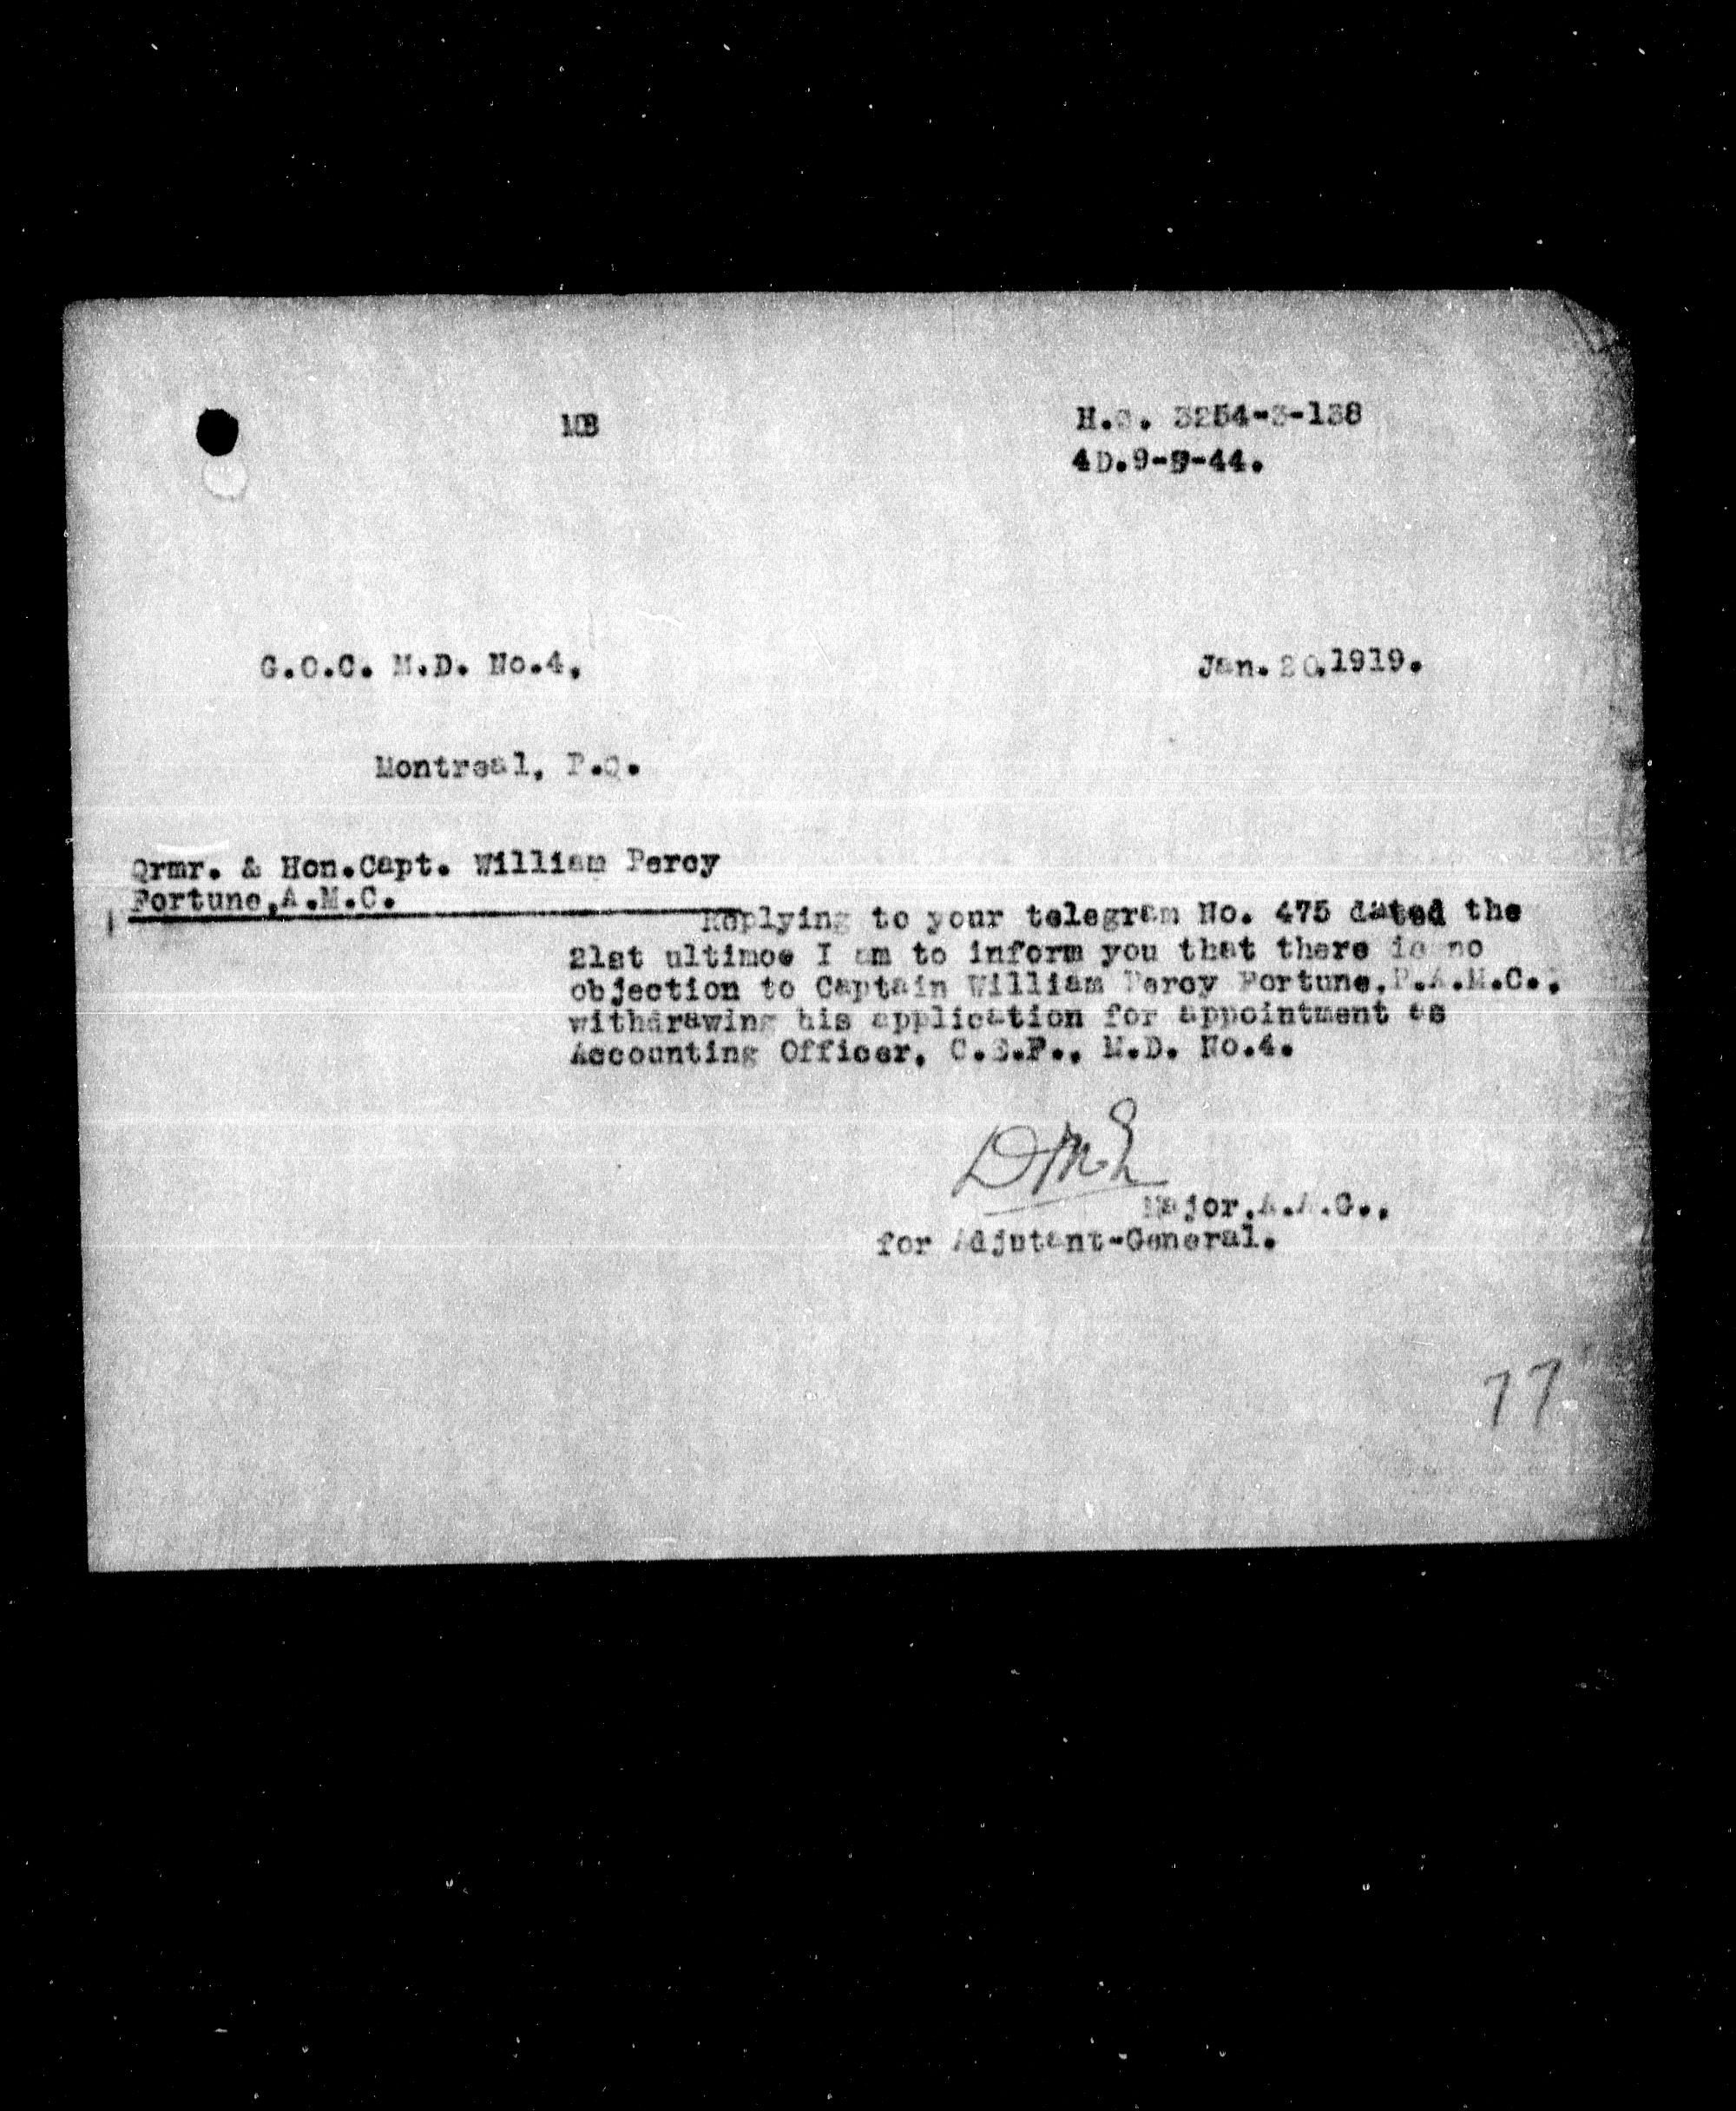 MB
H.Q. 3254-3-138
4D.9-9-44.
G.O.C. M.D. No.4,
Jan. 20.1919.
Montreal, P.Q.
Qrmr. & Hon.Capt. William Percy
Fortune,A.M.C.
Replying to your telegram No. 475 dated the
21st ultimoe I am to inform you that there is no
objection to Captain William Percy Fortune,P.A.M.C.,
withdrawing his application for appointment as
Accounting Officer, C.E.F., M.D. No.4.
Major.A.A.G.,
for Adjutant-General.
77